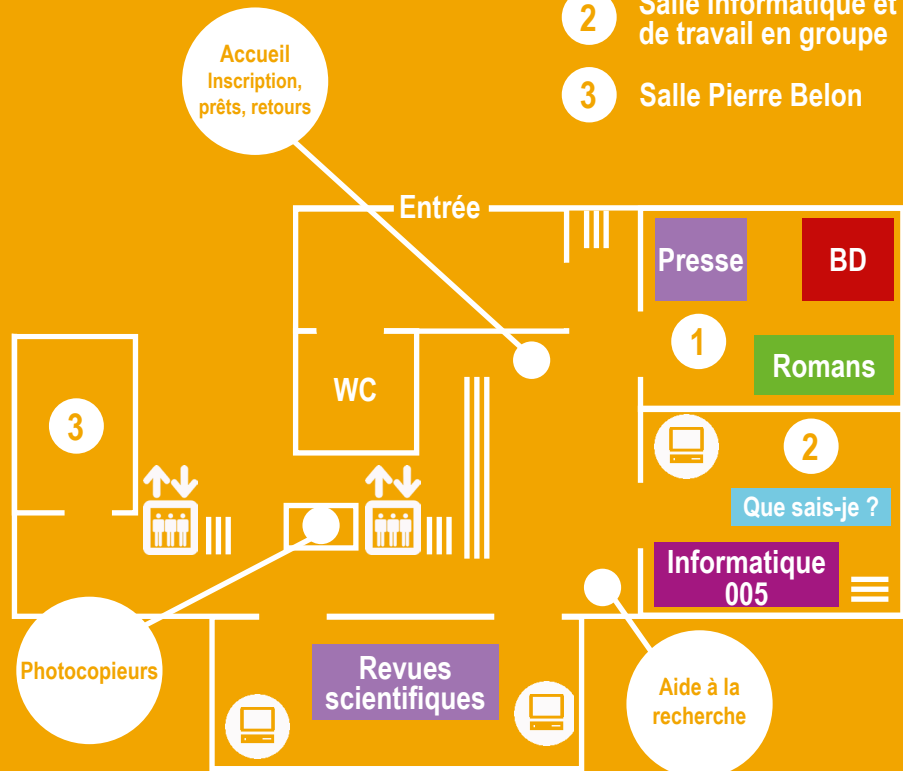 Accueil
Inscription,
prêts, retours
2
Salle informatique et
de travail en groupe
3
Salle Pierre Belon
Entrée
Presse
BD
1
Romans
WC
3
2
Que sais-je ?
Informatique
005
Photocopieurs
Revues
scientifiques
Aide à la
recherche